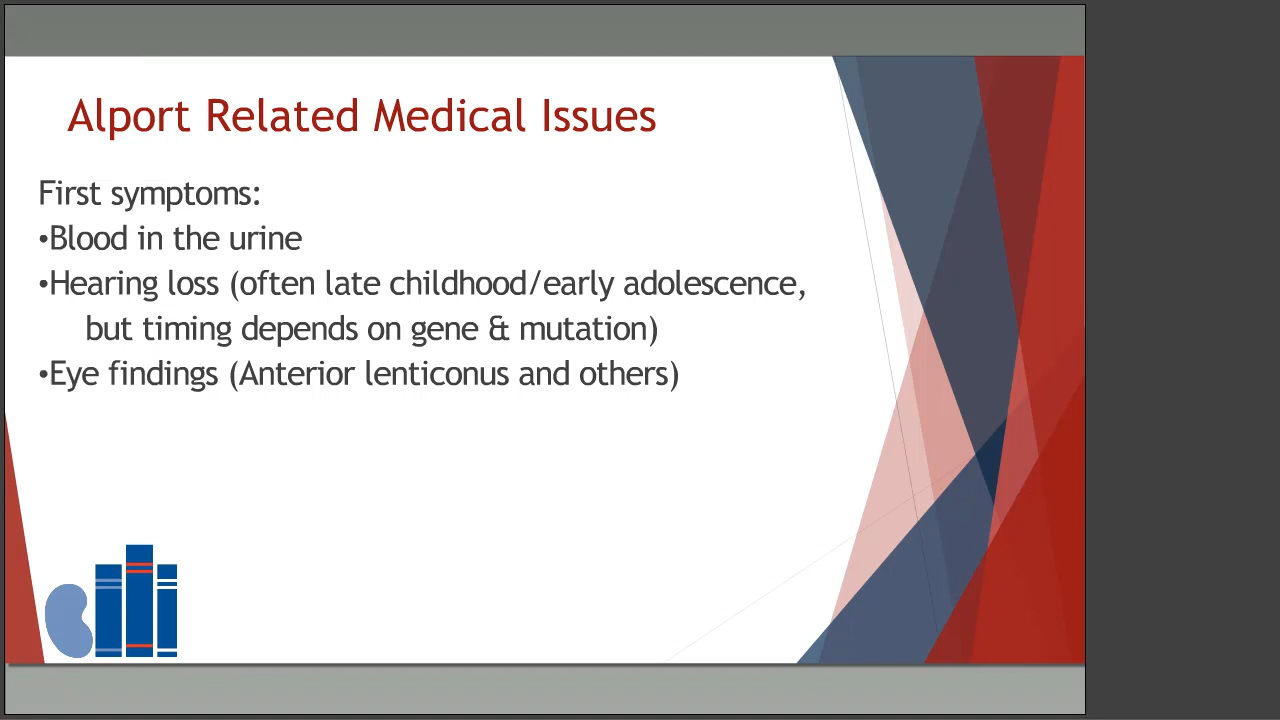 Alport Related Medical Issues
First symptoms:
•Blood in the urine
•Hearing loss (often late childhood/early adolescence,
but timing depends on gene & mutation)
•Eye findings (Anterior lenticonus and others)